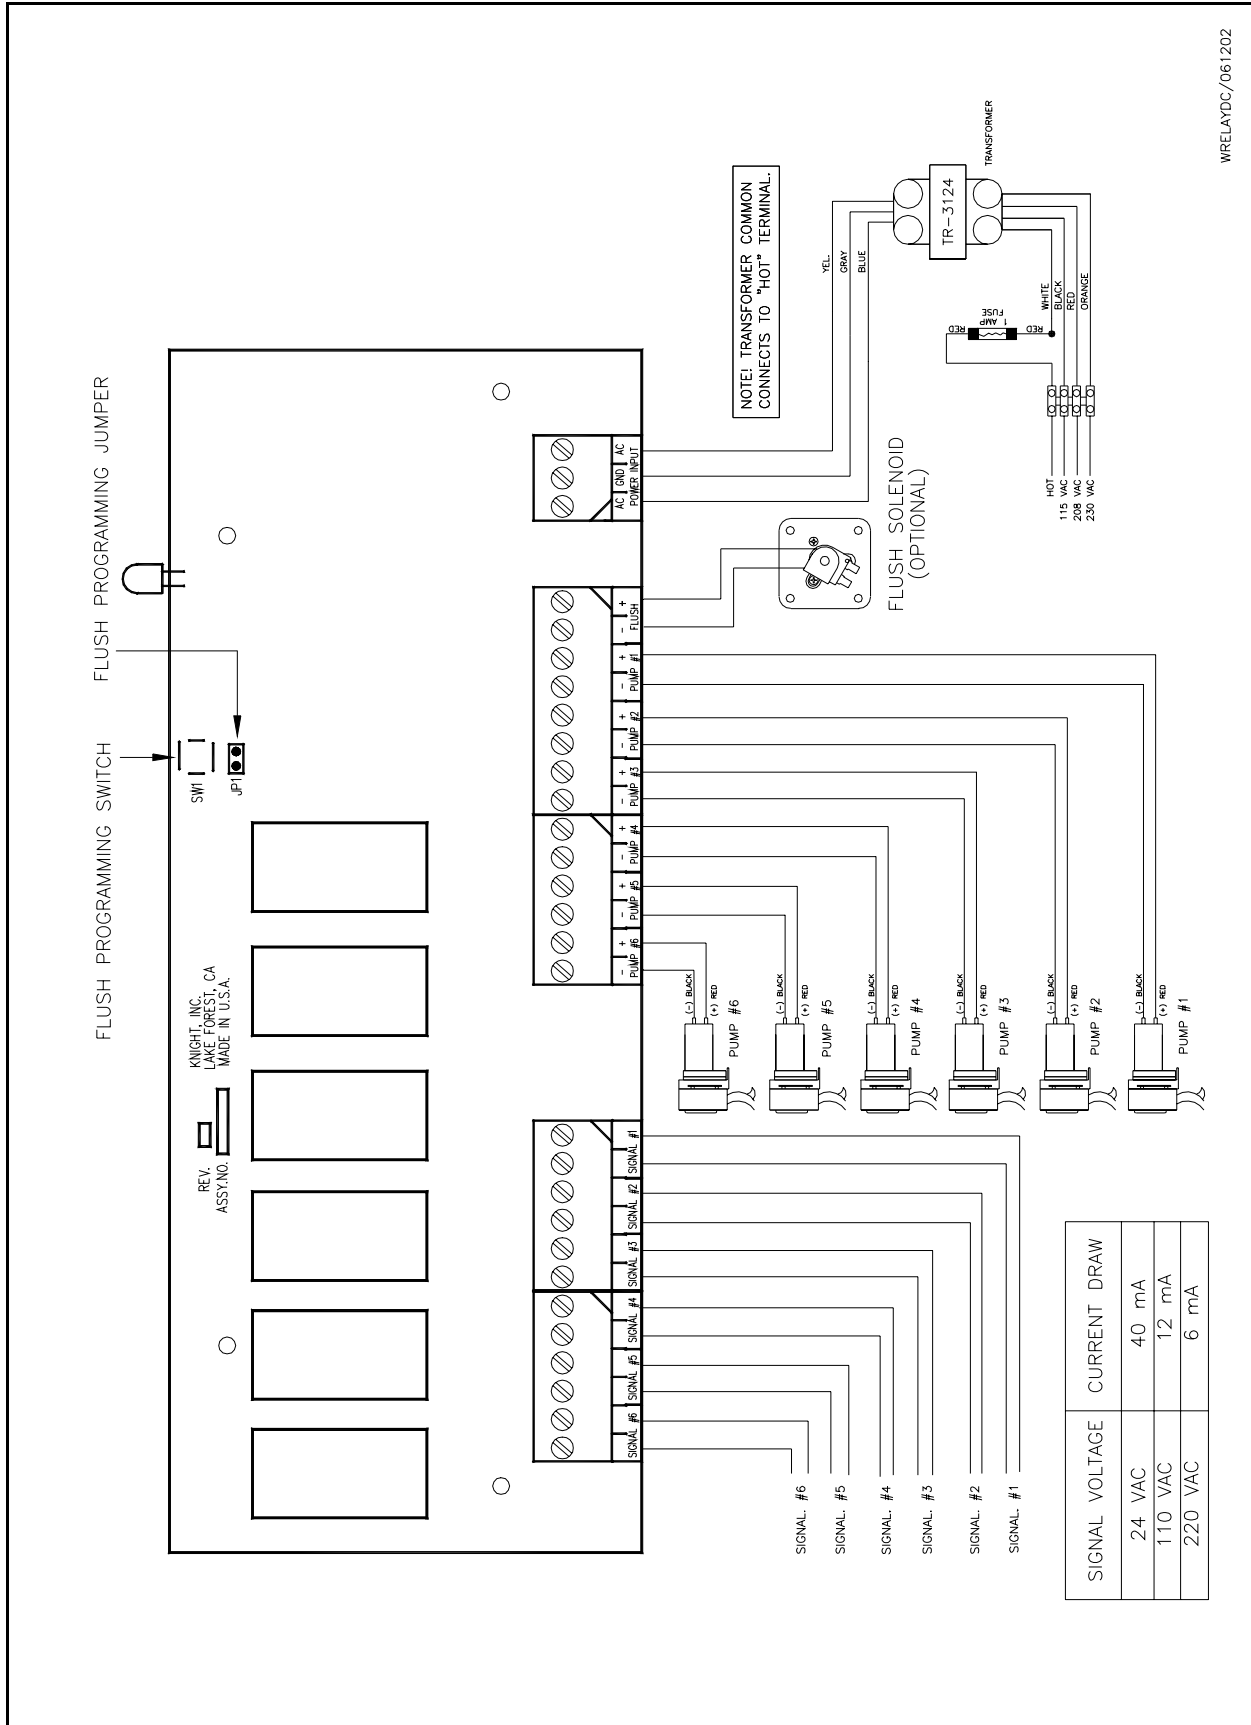 FLUSH PROGRAMMING SWITCH
FLUSH PROGRAMMING JUMPER
SW1
JP1
KNIGHT, INC.
LAKE FOREST, CA
MADE IN U.S.A.
REV.
ASSY.NO.
SIGNAL #6
SIGNAL #5
SIGNAL #4
SIGNAL #3
SIGNAL #2
SIGNAL #1
- +
PUMP #6
- +
PUMP #5
- +
PUMP #4
- +
PUMP #3
- +
PUMP #2
- +
PUMP #1
- +
FLUSH
AC GND AC
POWER INPUT
NOTE! TRANSFORMER COMMON
CONNECTS TO "HOT" TERMINAL.
YEL.
GRAY
BLUE
TR-3124
TRANSFORMER
WHITE
BLACK
RED
ORANGE
RED
1 AMP
FUSE
RED
HOT
115 VAC
208 VAC
230 VAC
FLUSH SOLENOID
(OPTIONAL)
(-) BLACK
(+) RED
PUMP #6
(-) BLACK
(+) RED
PUMP #5
(-) BLACK
(+) RED
PUMP #4
(-) BLACK
(+) RED
PUMP #3
(-) BLACK
(+) RED
PUMP #2
(-) BLACK
(+) RED
PUMP #1
SIGNAL. #6
SIGNAL. #5
SIGNAL. #4
SIGNAL. #3
SIGNAL. #2
SIGNAL. #1
SIGNAL VOLTAGE CURRENT DRAW
24 VAC 40 mA
110 VAC 12 mA
220 VAC 6 mA
WRELAYDC/061202